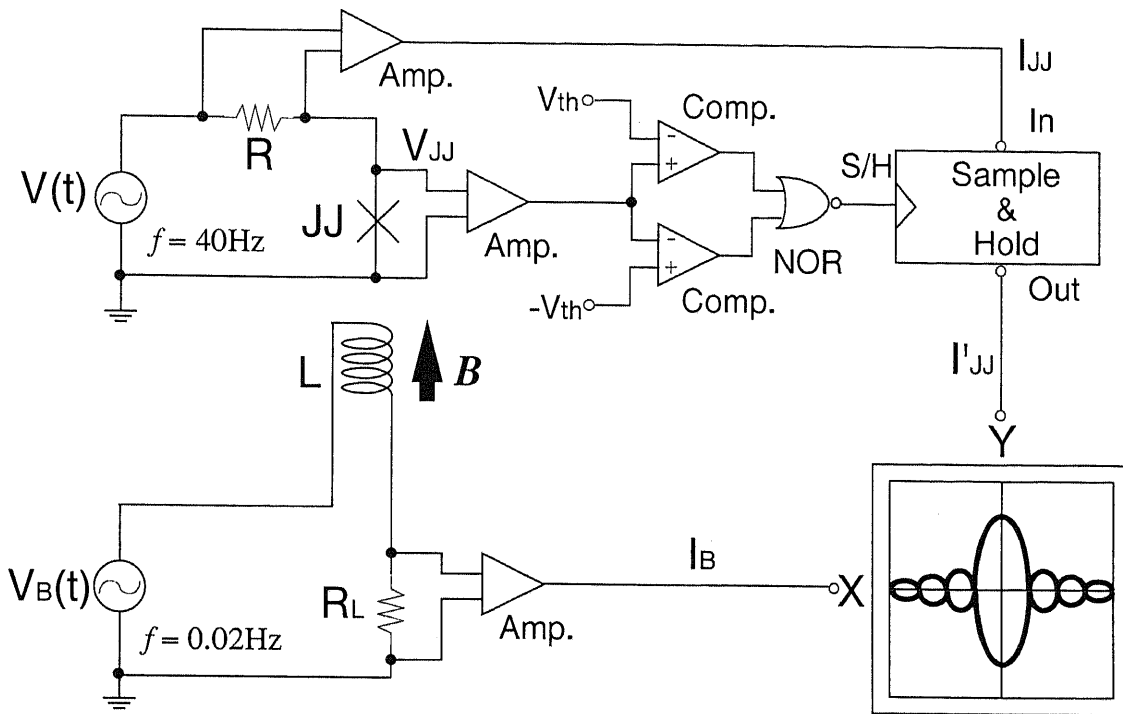 Amp.
I_JJ
In
R
V_JJ
V_th
Comp.
S/H
Sample
&
Hold
V(t)
f = 40Hz
JJ
Amp.
NOR
-V_th
Comp.
Out
L
B
I'_JJ
Y
V_B(t)
f = 0.02Hz
R_L
Amp.
I_B
X
- +
- +